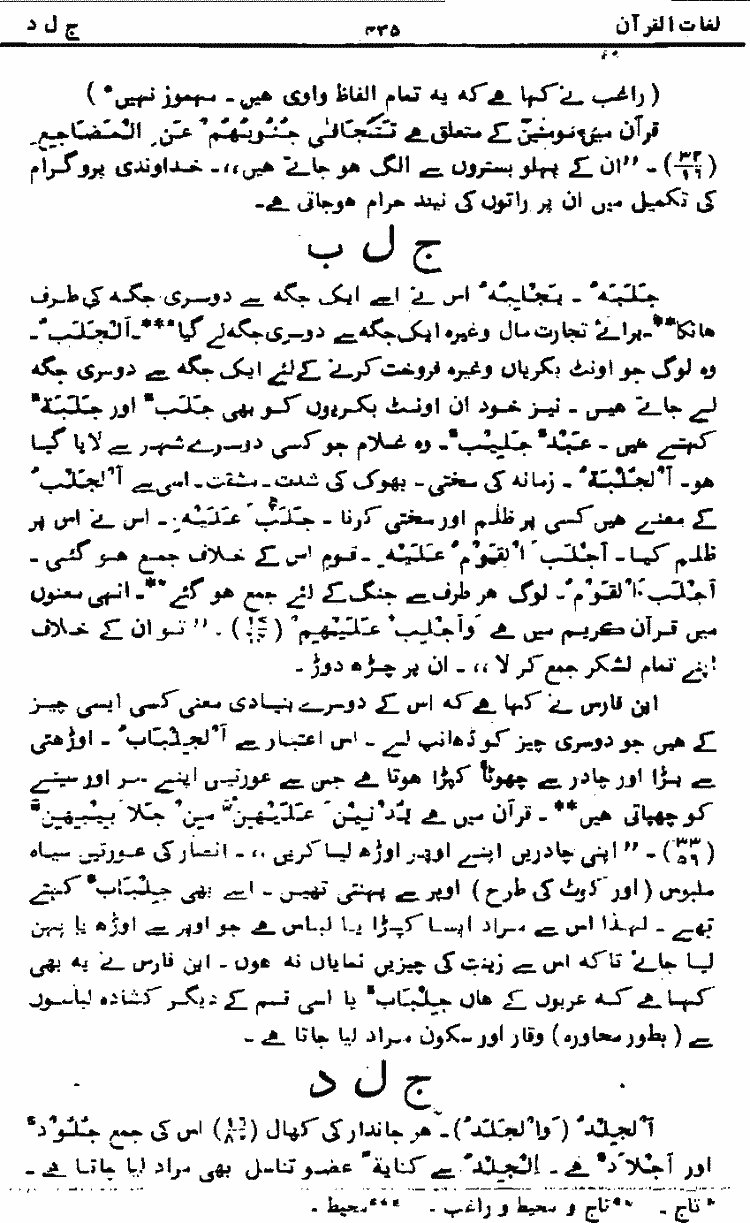 لغات القرآن ۴۳۵ ج ل د
( راغب نے کہا ہے کہ یہ تمام الفاظ واوی ہیں ۔ مہموز نہیں* )
قرآن میں مومنین کے متعلق ہے تَتَجَافٰی جُنُوْبُھُمْ عَنِ الْمَضَاجِعِ
(۳۲/۱۶) ۔ ”ان کے پہلو بستروں سے الگ ہو جاتے ہیں،،۔ خداوندی پروگرام
کی تکمیل میں ان پر راتوں کی نیند حرام ہوجاتی ہے۔
ج ل ب
جَلَبَہٗ ۔ یَجْلِبُہٗ اس نے اسے ایک جگہ سے دوسری جگہ کی طرف
ہانکا**۔برائے تجارت مال وغیرہ ایک جگہ سے دوسری جگہ لے گیا***۔اَلْجَلَبُ۔
وہ لوگ جو اونٹ بکریاں وغیرہ فروخت کرنے کےلئے ایک جگہ سے دوسری جگہ
لے جاتے ہیں ۔ نیز خود ان اونٹ بکریوں کو بھی جَلَبٌ اور جَلَبَۃٌ
کہتے ہیں ۔ عَبْدٌ جَلِیْبٌ ۔ وہ غلام جو کسی دوسرے شہر سے لایا گیا
ہو۔ اَلْجُلْبَۃُ ۔ زمانہ کی سختی ۔ بھوک کی شدت ۔ مشقت ۔ اسی سے اَلْجَلْبُ
کے معنے ہیں کسی پر ظلم اور سختی کرنا ۔ جَلَبَ عَلَیْہِ ۔ اس نے اس پر
ظلم کیا ۔ اَجْلَبَ الْقَوْمُ عَلَیْہِ ۔ قوم اس کے خلاف جمع ہو گئی ۔
اَجْلَبَ الْقَوْمُ ۔ لوگ ہر طرف سے جنگ کے لئے جمع ہو گئے** ۔ انہی معنوں
میں قرآن کریم میں ہے وَاَجْلِبْ عَلَیْھِمْ (۱۷/۶۴) ۔ ”تو ان کے خلاف
اپنے تمام لشکر جمع کر لا ،، ۔ ان پر چڑھ دوڑ ۔
ابن فارس نے کہا ہے کہ اس کے دوسرے بنیادی معنی کسی ایسی چیز
کے ہیں جو دوسری چیز کو ڈھانپ لے ۔ اس اعتبار سے اَلْجِلْبَابُ ۔ اوڑھنی
سے بڑا اور چادر سے چھوٹا کپڑا ہوتا ہے جس سے عورتیں اپنے سر اور سینے
کو چھپاتی ہیں** ۔ قرآن میں ہے یُدْنِیْنَ عَلَیْھِنَّ مِنْ جَلَابِیْبِھِنَّ
(۳۳/۵۹) ۔ ”اپنی چادریں اپنے اوپر اوڑھ لیا کریں ،، ۔ انصار کی عورتیں سیاہ
ملبوس ( اور کوٹ کی طرح ) اوپر سے پہنتی تھیں ۔ اسے بھی جِلْبَابٌ کہتے
تھے ۔ لہذا اس سے مراد ایسا کپڑا یا لباس ہے جو اوپر سے اوڑھ یا پہن
لیا جائے تاکہ اس سے زینت کی چیزیں نمایاں نہ ہوں ۔ ابن فارس نے یہ بھی
کہا ہے کہ عربوں کے ہاں جِلْبَابٌ یا اسی قسم کے دیگر کشادہ لباسوں
سے ( بطور محاورہ ) وقار اور سکون مراد لیا جاتا ہے ۔
ج ل د
اَلْجِلْدُ ( وَالْجَلَدُ ) ۔ ہر جاندار کی کھال (۱۶/۸۰) اس کی جمع جُلُوْدٌ
اور اَجْلَادٌ ہے ۔ اَلْجِلْدُ سے کنایۃً عضو تناسل بھی مراد لیا جاتا ہے ۔
*تاج ۔ **تاج و محیط و راغب ۔ ***محیط ۔